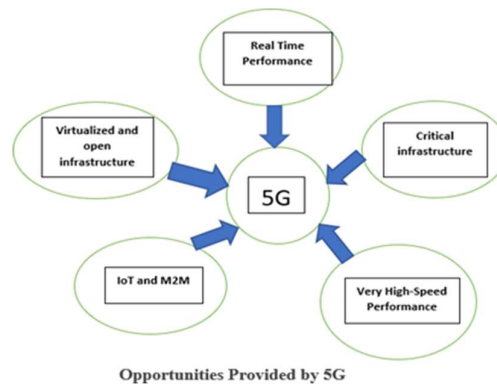 Real Time
Performance
Virtualized and
open
infrastructure
Critical
infrastructure
5G
IoT and M2M
Very High-Speed
Performance
Opportunities Provided by 5G